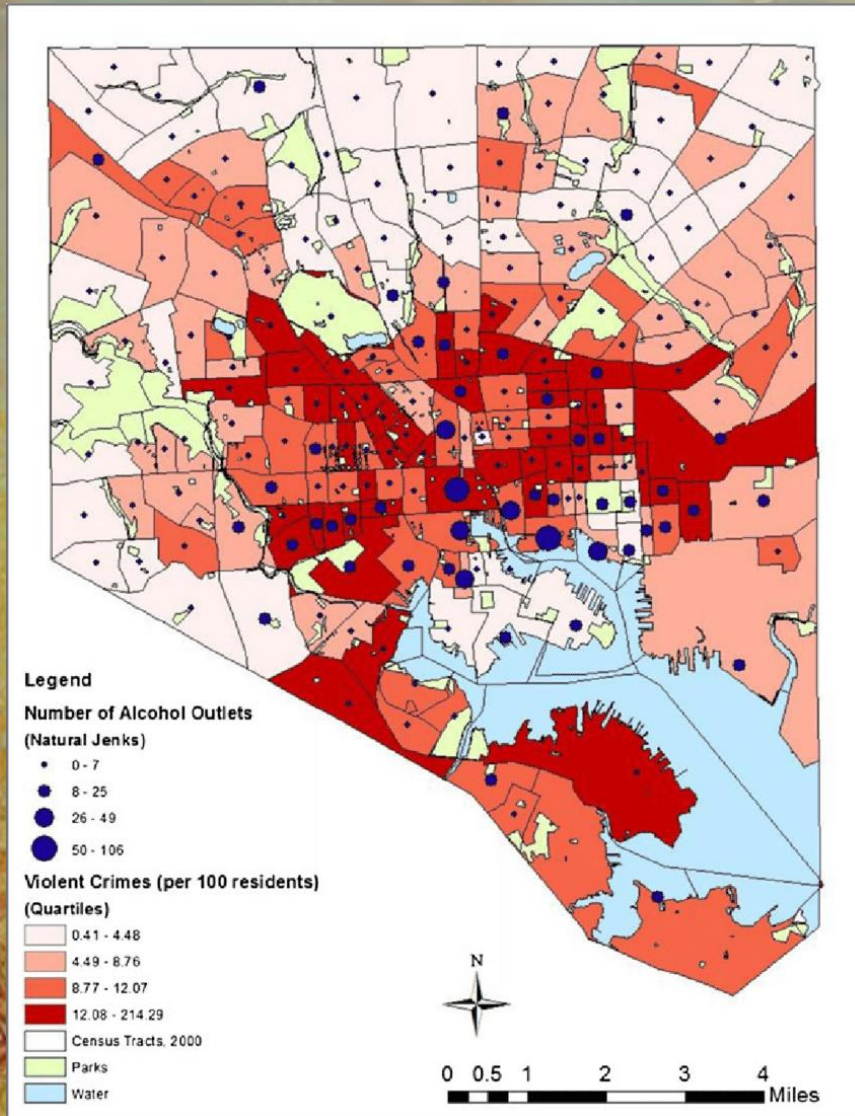 Legend
Number of Alcohol Outlets
(Natural Jenks)
0 - 7
8 - 25
26 - 49
50 - 106
Violent Crimes (per 100 residents)
(Quartiles)
0.41 - 4.48
4.49 - 8.76
8.77 - 12.07
12.08 - 214.29
Census Tracts, 2000
Parks
Water
N
0 0.5 1 2 3 4
Miles